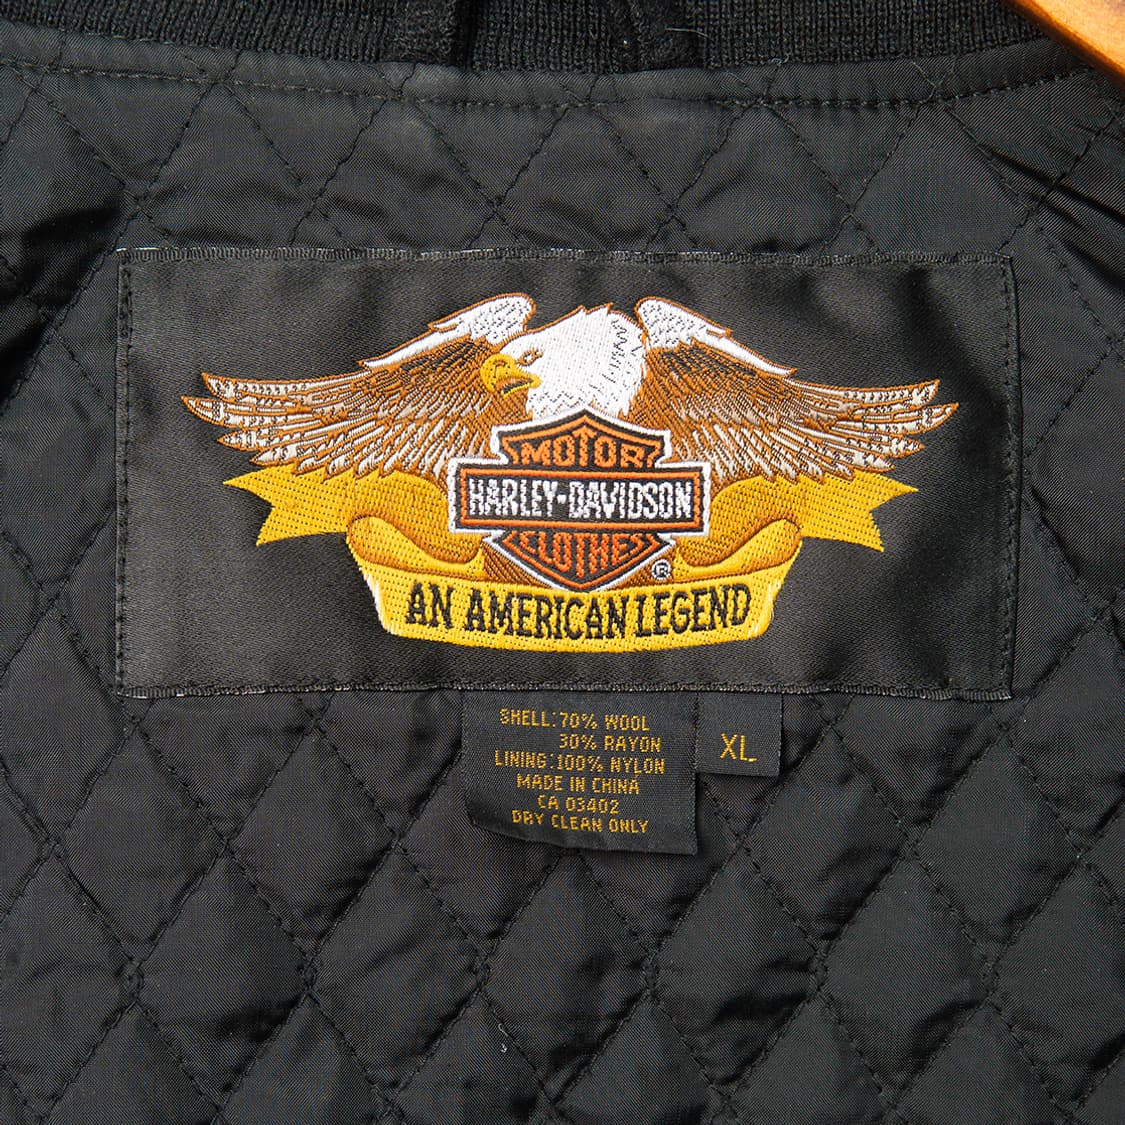 MOTOR
HARLEY-DAVIDSON
CLOTHES
®
AN AMERICAN LEGEND
SHELL:70% WOOL
30% RAYON
LINING:100% NYLON
MADE IN CHINA
CA 03402
DRY CLEAN ONLY
XL